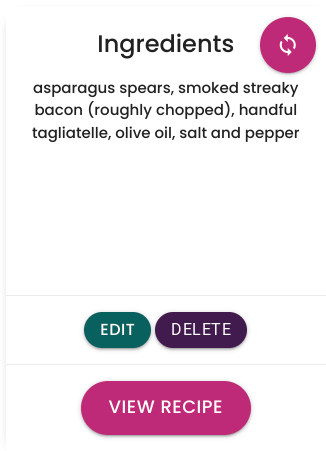 Ingredients
asparagus spears, smoked streaky
bacon (roughly chopped), handful
tagliatelle, olive oil, salt and pepper
EDIT DELETE
VIEW RECIPE